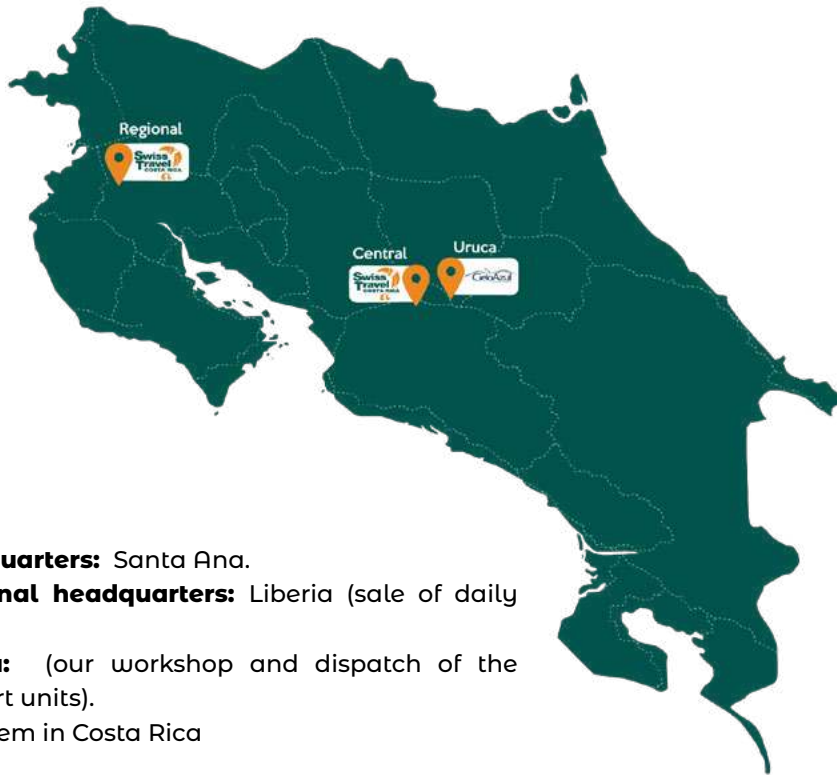 Regional
Swiss
Travel
COSTA RICA
Central
Uruca
Swiss
Travel
COSTA RICA
CieloAzul
uarters: Santa Ana.
nal headquarters: Liberia (sale of daily
: (our workshop and dispatch of the
rt units).
em in Costa Rica